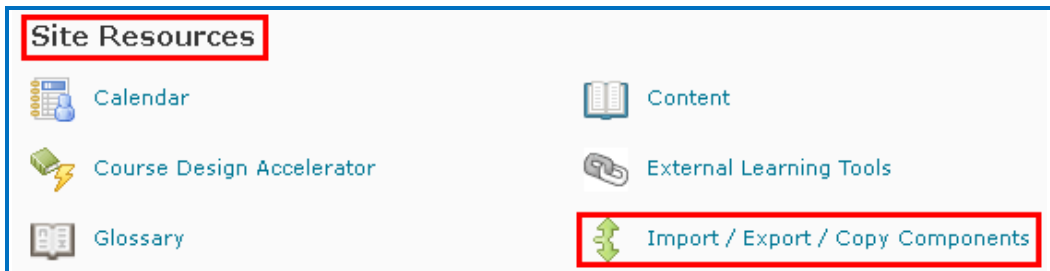 Site Resources
Calendar
Content
Course Design Accelerator
External Learning Tools
Glossary
Import / Export / Copy Components